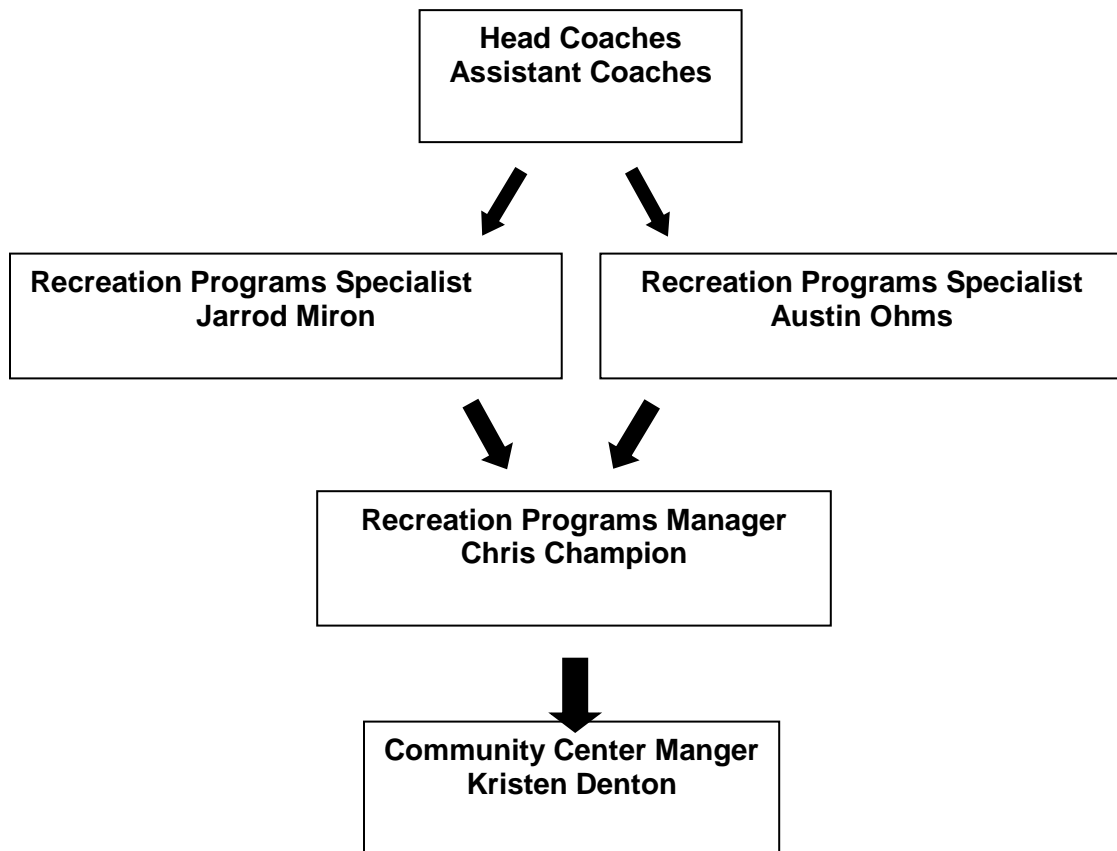 Head Coaches
Assistant Coaches
Recreation Programs Specialist
Jarrod Miron
Recreation Programs Specialist
Austin Ohms
Recreation Programs Manager
Chris Champion
Community Center Manger
Kristen Denton